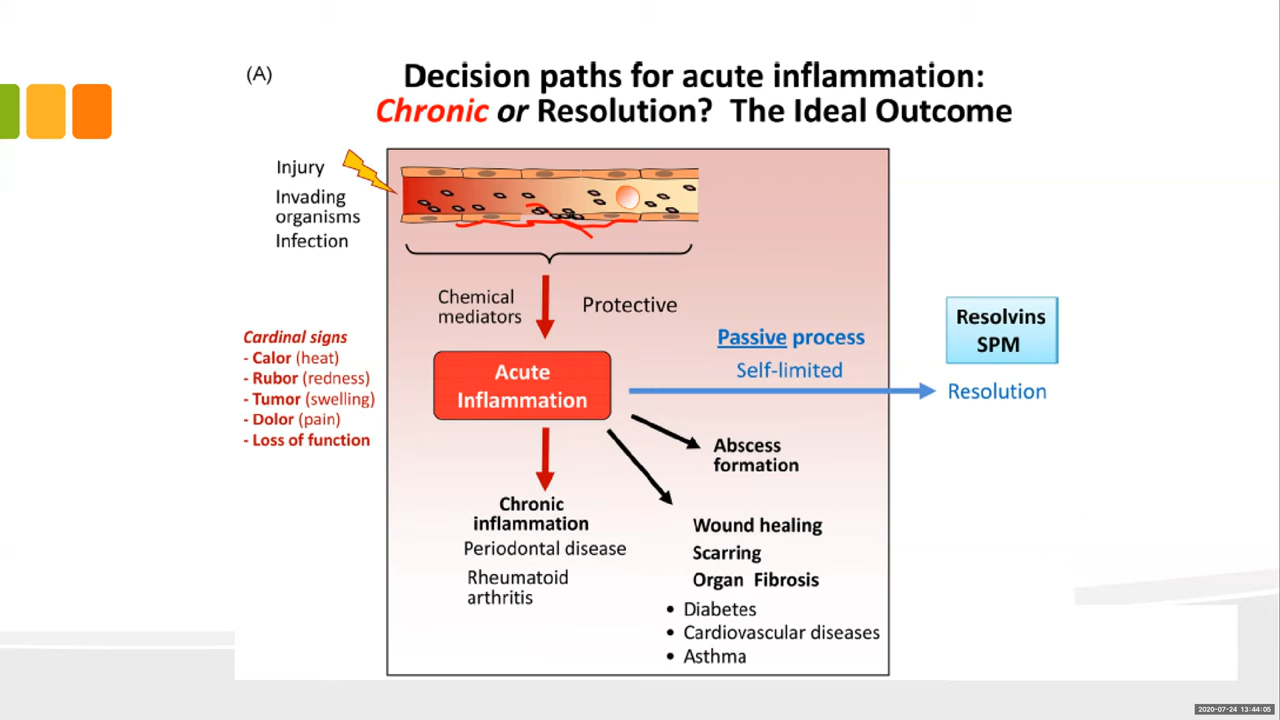 (A)
Decision paths for acute inflammation:
Chronic or Resolution? The Ideal Outcome
Injury
Invading
organisms
Infection
Chemical
mediators
Protective
Cardinal signs
- Calor (heat)
- Rubor (redness)
- Tumor (swelling)
- Dolor (pain)
- Loss of function
Acute
Inflammation
Passive process
Self-limited
Resolvins
SPM
Resolution
Abscess
formation
Chronic
inflammation
Periodontal disease
Rheumatoid
arthritis
Wound healing
Scarring
Organ Fibrosis
• Diabetes
• Cardiovascular diseases
• Asthma
2020-07-24 13:44:05